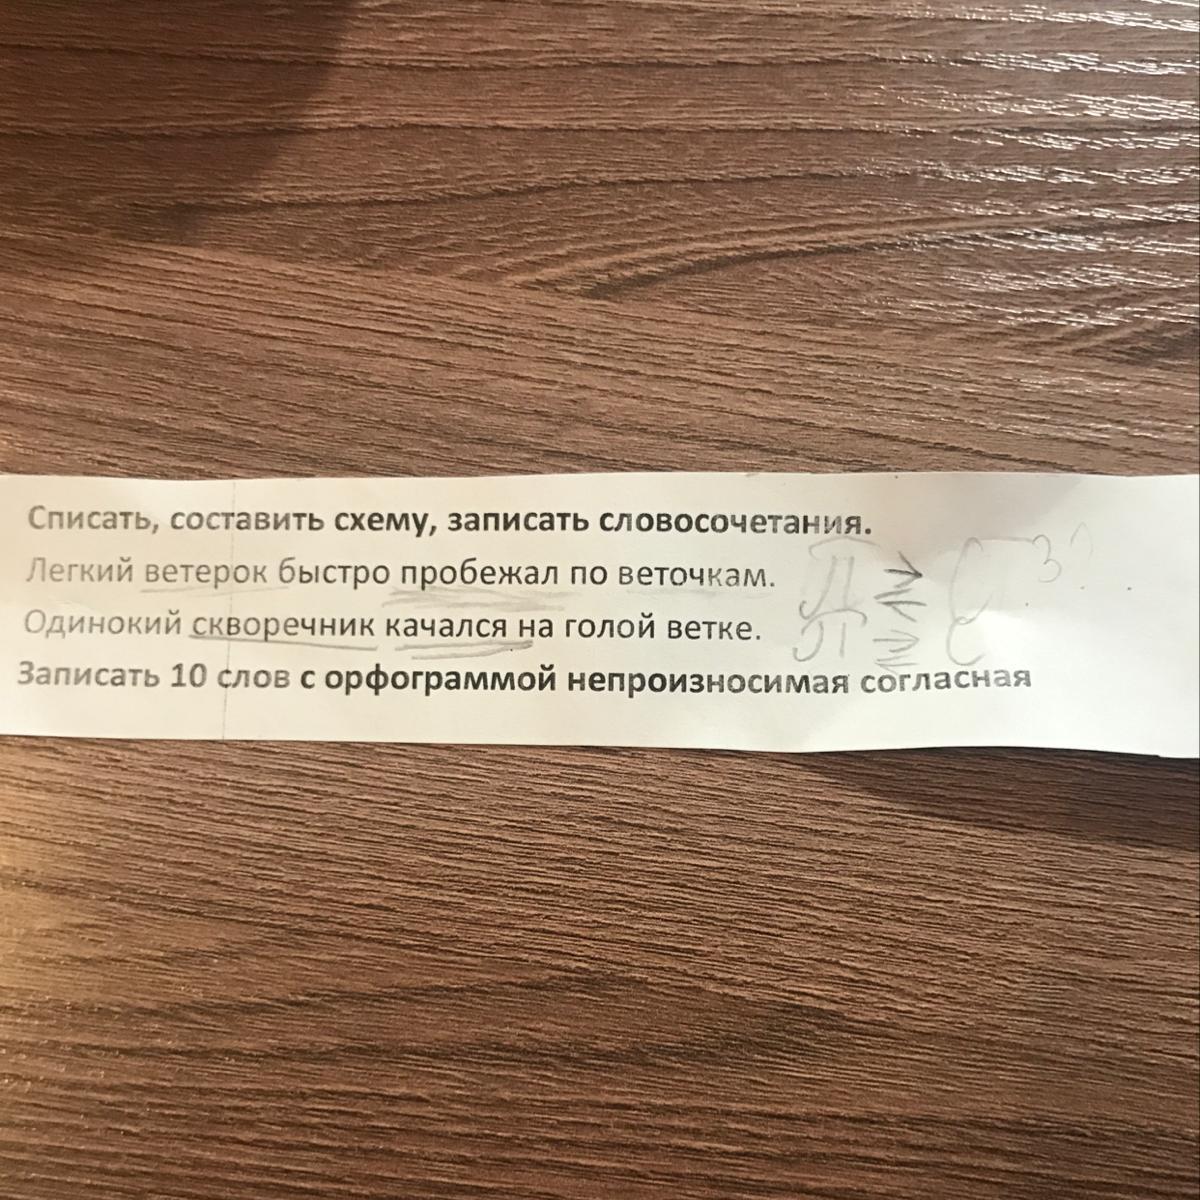 Списать, составить схему, записать словосочетания.
Легкий ветерок быстро пробежал по веточкам.
Одинокий скворечник качался на голой ветке.
Записать 10 слов с орфограммой непроизносимая согласная